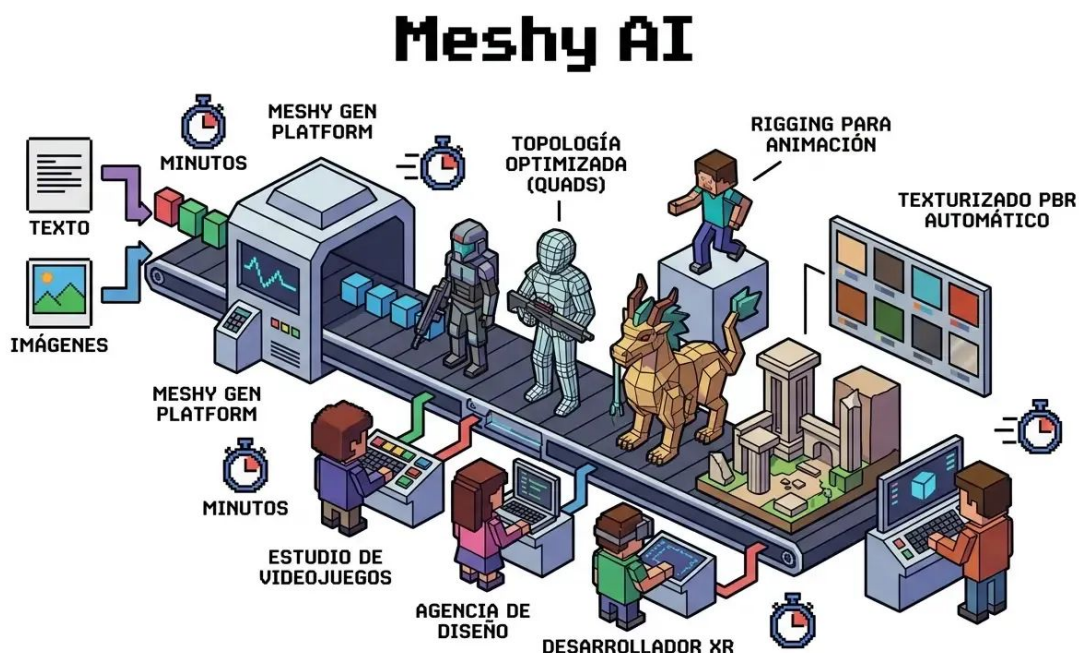 Meshy AI
MINUTOS
MESHY GEN
PLATFORM
TOPOLOGÍA
OPTIMIZADA
(QUADS)
RIGGING PARA
ANIMACIÓN
TEXTURIZADO PBR
AUTOMÁTICO
TEXTO
IMÁGENES
MESHY GEN
PLATFORM
MINUTOS
ESTUDIO DE
VIDEOJUEGOS
AGENCIA DE
DISEÑO
DESARROLLADOR XR